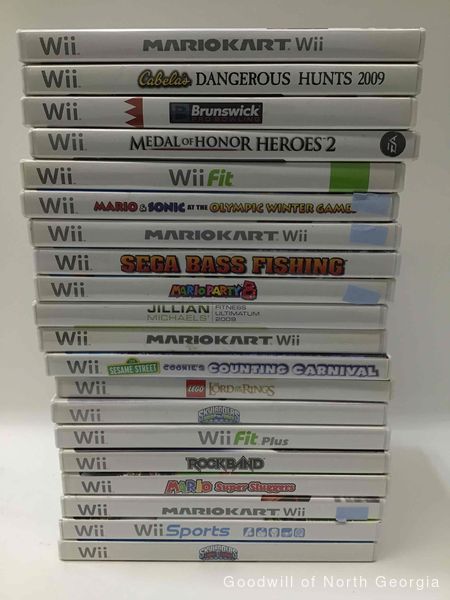 Wii MARIOKART Wii
Wii Cabela's DANGEROUS HUNTS 2009
Wii Brunswick
Wii MEDAL OF HONOR HEROES 2 EA
Wii Wii Fit
Wii MARIO & SONIC AT THE OLYMPIC WINTER GAME
Wii MARIOKART Wii
Wii SEGA BASS FISHING
Wii MARIO PARTY 8
JILLIAN MICHAELS' FITNESS ULTIMATUM 2009
Wii MARIOKART Wii
Wii SESAME STREET COOKIE'S COUNTING CARNIVAL
Wii LEGO THE LORD OF THE RINGS
Wii SKYLANDERS
Wii Wii Fit Plus
Wii ROCKBAND
Wii MARIO Super Sluggers
Wii MARIOKART Wii
Wii Wii Sports
Wii SKYLANDERS
Goodwill of North Georgia